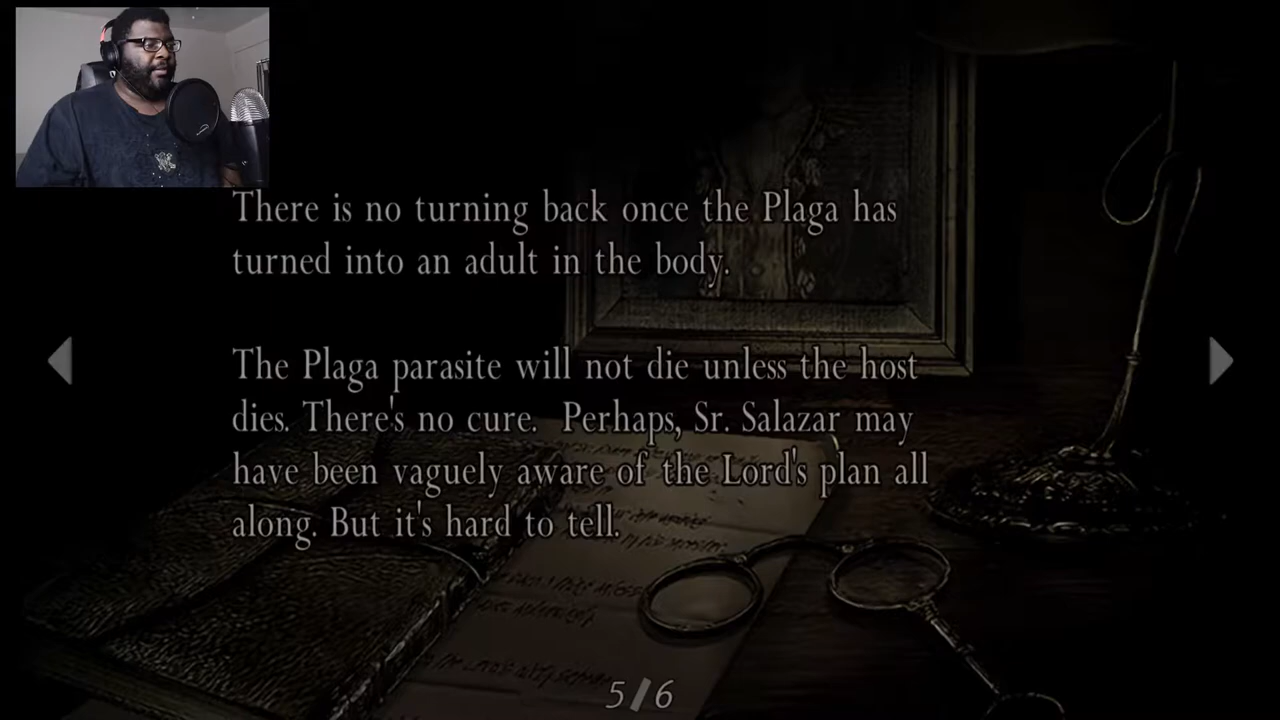 There is no turning back once the Plaga has
turned into an adult in the body.
The Plaga parasite will not die unless the host
dies. There's no cure.  Perhaps, Sr. Salazar may
have been vaguely aware of the Lord's plan all
along. But it's hard to tell.
5/6